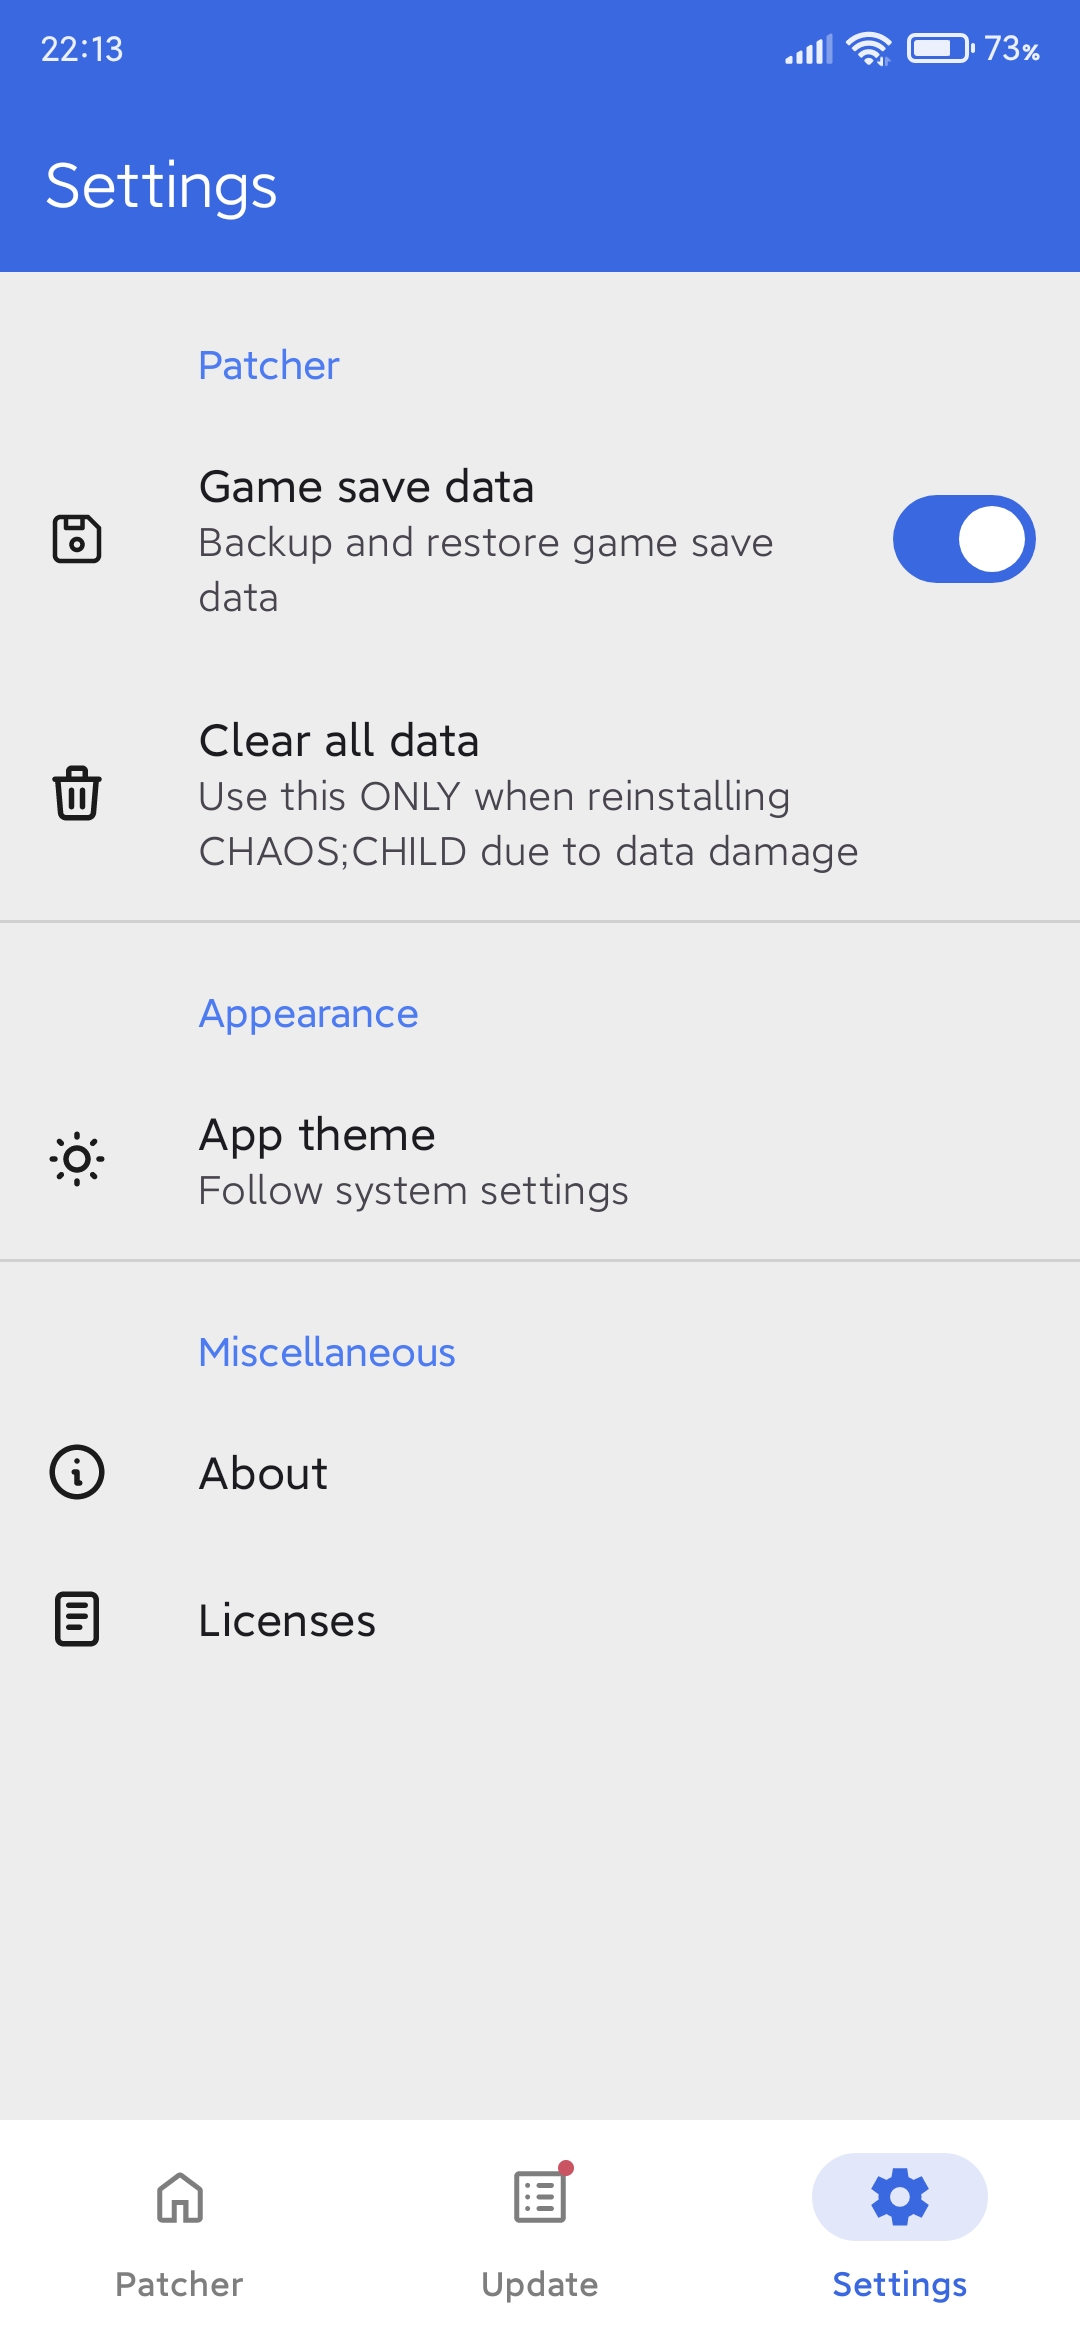 22:13
73%
Settings
Patcher
Game save data
Backup and restore game save
data
Clear all data
Use this ONLY when reinstalling
CHAOS;CHILD due to data damage
Appearance
App theme
Follow system settings
Miscellaneous
About
Licenses
Patcher
Update
Settings